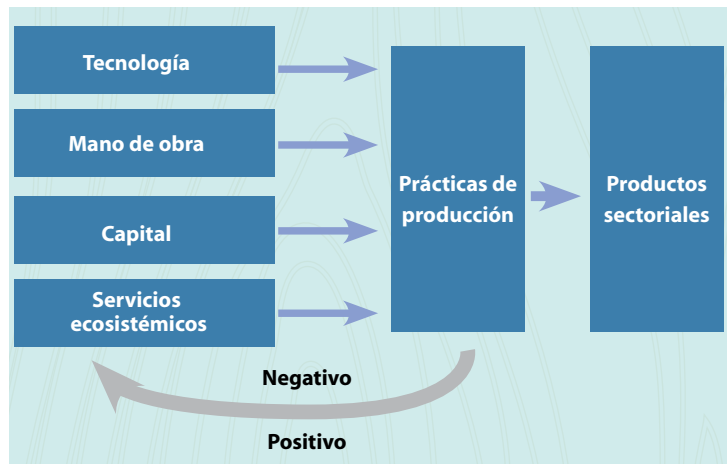 Tecnología
Mano de obra
Capital
Servicios
ecosistémicos
Prácticas de
producción
Productos
sectoriales
Negativo
Positivo